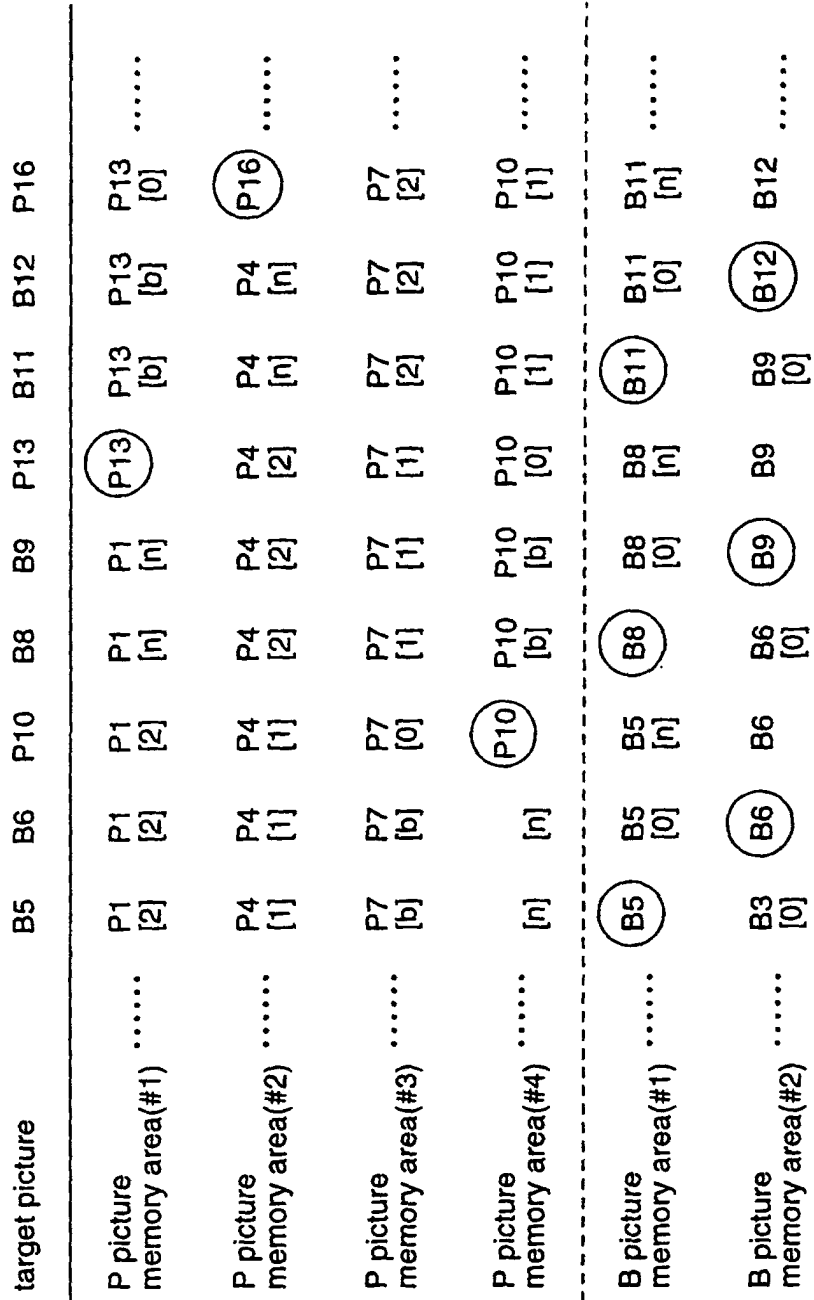 target picture B5 B6 P10 B8 B9 P13 B11 B12 P16
P picture ...... P1 P1 P1 P1 P1 P13 P13 P13 P13 ......
memory area(#1) [2] [2] [2] [n] [n] [b] [b] [0]
P picture ...... P4 P4 P4 P4 P4 P4 P4 P4 P16 ......
memory area(#2) [1] [1] [1] [2] [2] [2] [n] [n]
P picture ...... P7 P7 P7 P7 P7 P7 P7 P7 P7 ......
memory area(#3) [b] [b] [0] [1] [1] [1] [2] [2] [2]
P picture P10 P10 P10 P10 P10 P10 P10 ......
memory area(#4) [n] [n] [b] [b] [0] [1] [1] [1]
B picture ...... B5 B5 B5 B8 B8 B8 B11 B11 B11 ......
memory area(#1) [0] [n] [0] [n] [0] [n]
B picture ...... B3 B6 B6 B6 B9 B9 B9 B12 B12 ......
memory area(#2) [0] [0] [0]